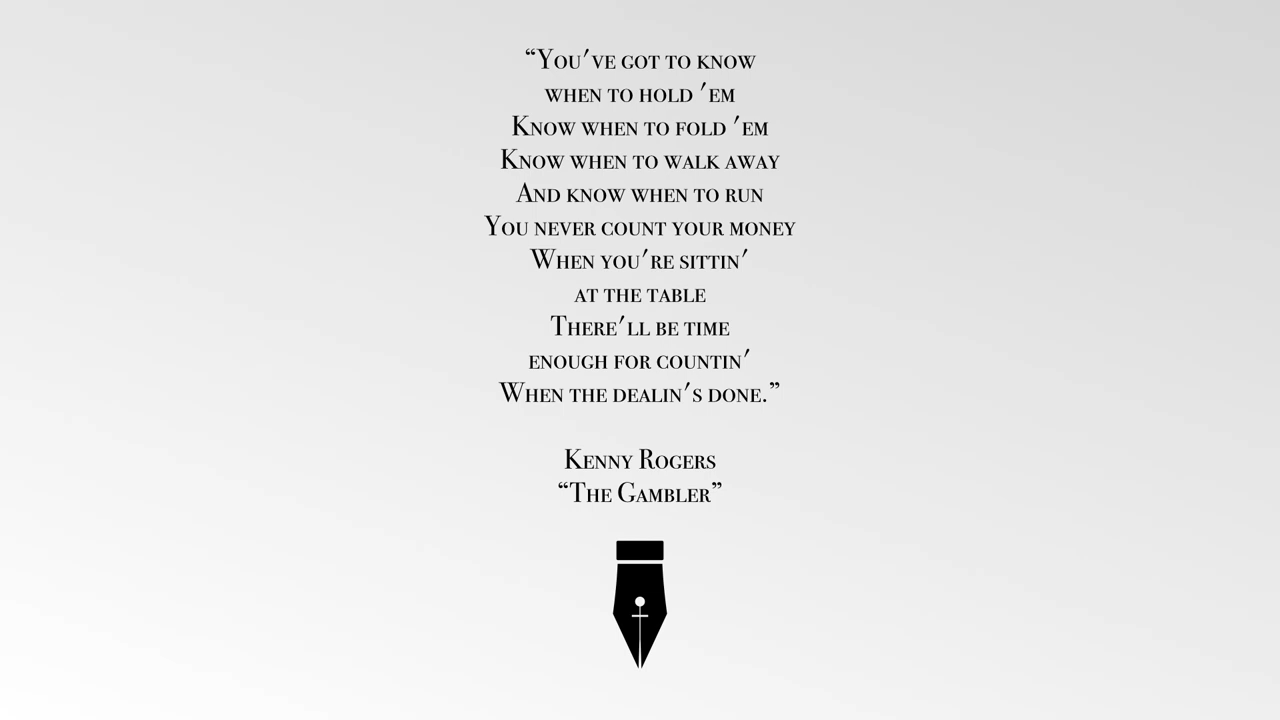 “You've got to know
when to hold 'em
Know when to fold 'em
Know when to walk away
And know when to run
You never count your money
When you're sittin'
at the table
There'll be time
enough for countin'
When the dealin's done.”
Kenny Rogers
“The Gambler”